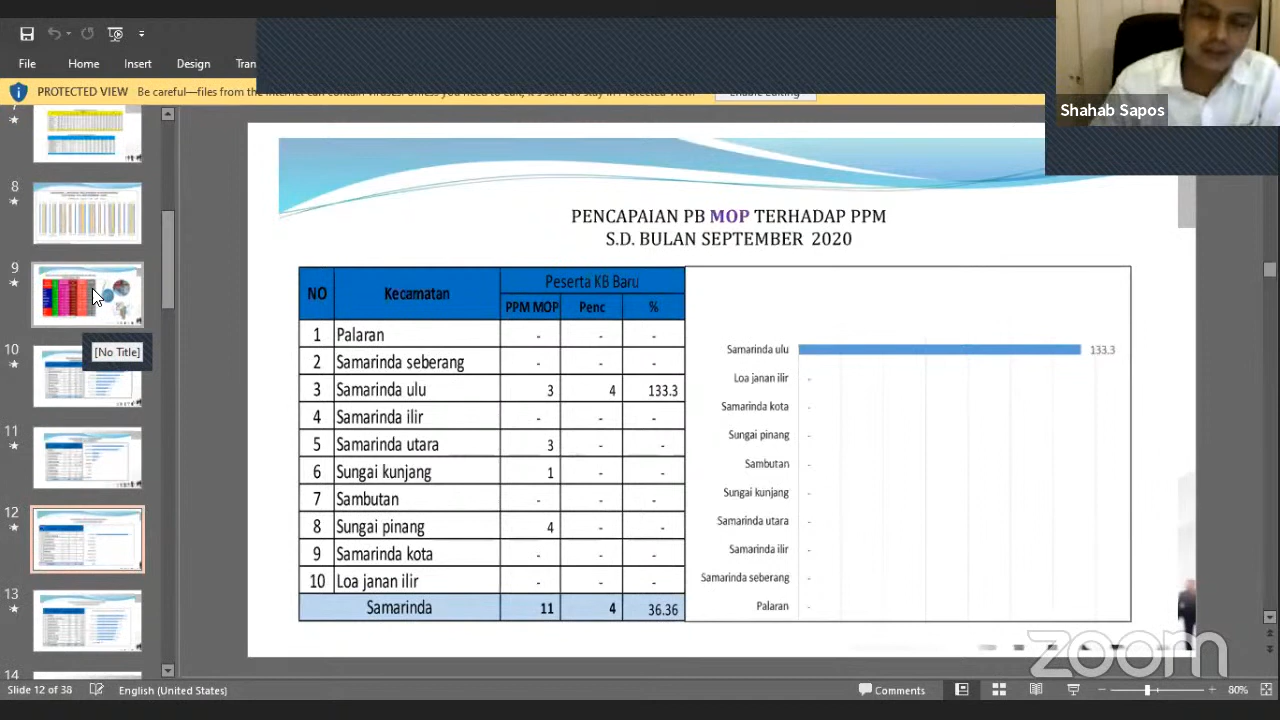 File Home Insert Design Tran
PROTECTED VIEW Be careful—files from the
Shahab Sapos
8
9
[No Title]
10
11
12
13
14
PENCAPAIAN PB MOP TERHADAP PPM
S.D. BULAN SEPTEMBER 2020
NO Kecamatan Peserta KB Baru
PPM MOP Penc %
1 Palaran - - -
2 Samarinda seberang - - -
3 Samarinda ulu 3 4 133.3
4 Samarinda ilir - - -
5 Samarinda utara 3 - -
6 Sungai kunjang 1 - -
7 Sambutan - - -
8 Sungai pinang 4 - -
9 Samarinda kota - - -
10 Loa janan ilir - - -
Samarinda 11 4 36.36
Samarinda ulu 133.3
Loa janan ilir -
Samarinda kota -
Sungai pinang -
Sambutan -
Sungai kunjang -
Samarinda utara -
Samarinda ilir -
Samarinda seberang -
Palaran -
zoom
Slide 12 of 38 English (United States) Comments 80%